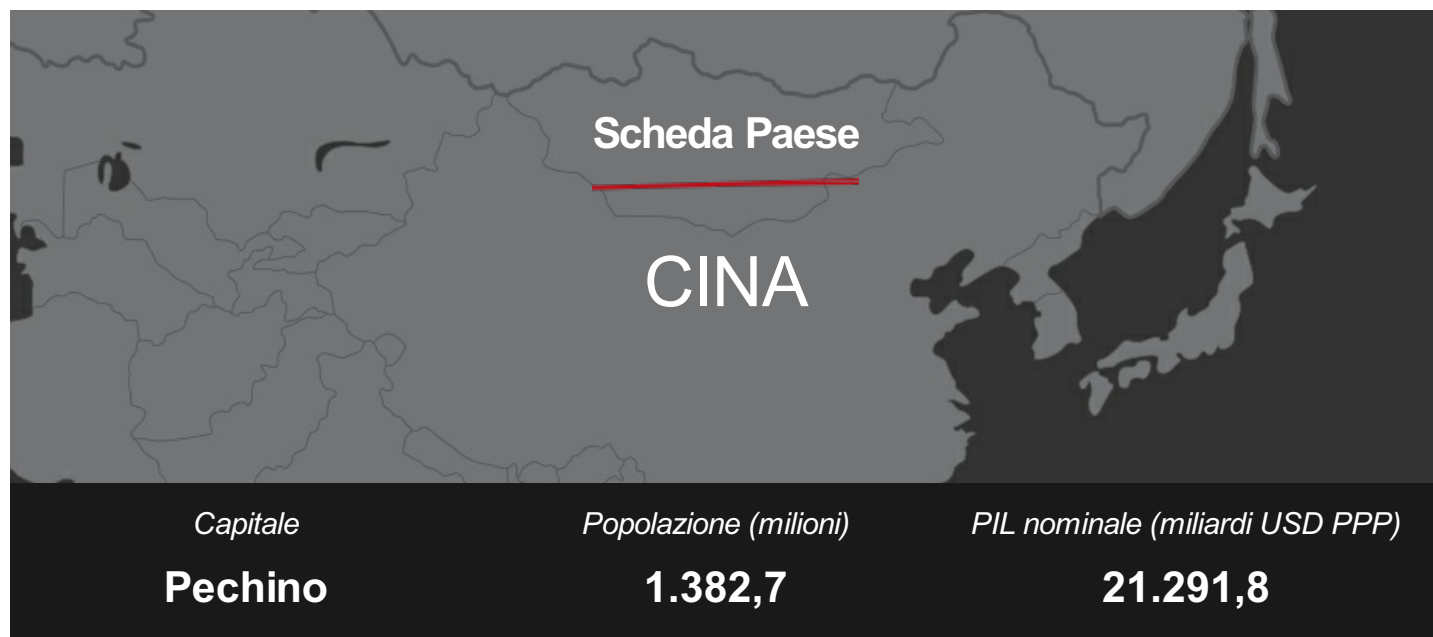 Scheda Paese
CINA
Capitale
Popolazione (milioni)
PIL nominale (miliardi USD PPP)
Pechino
1.382,7
21.291,8